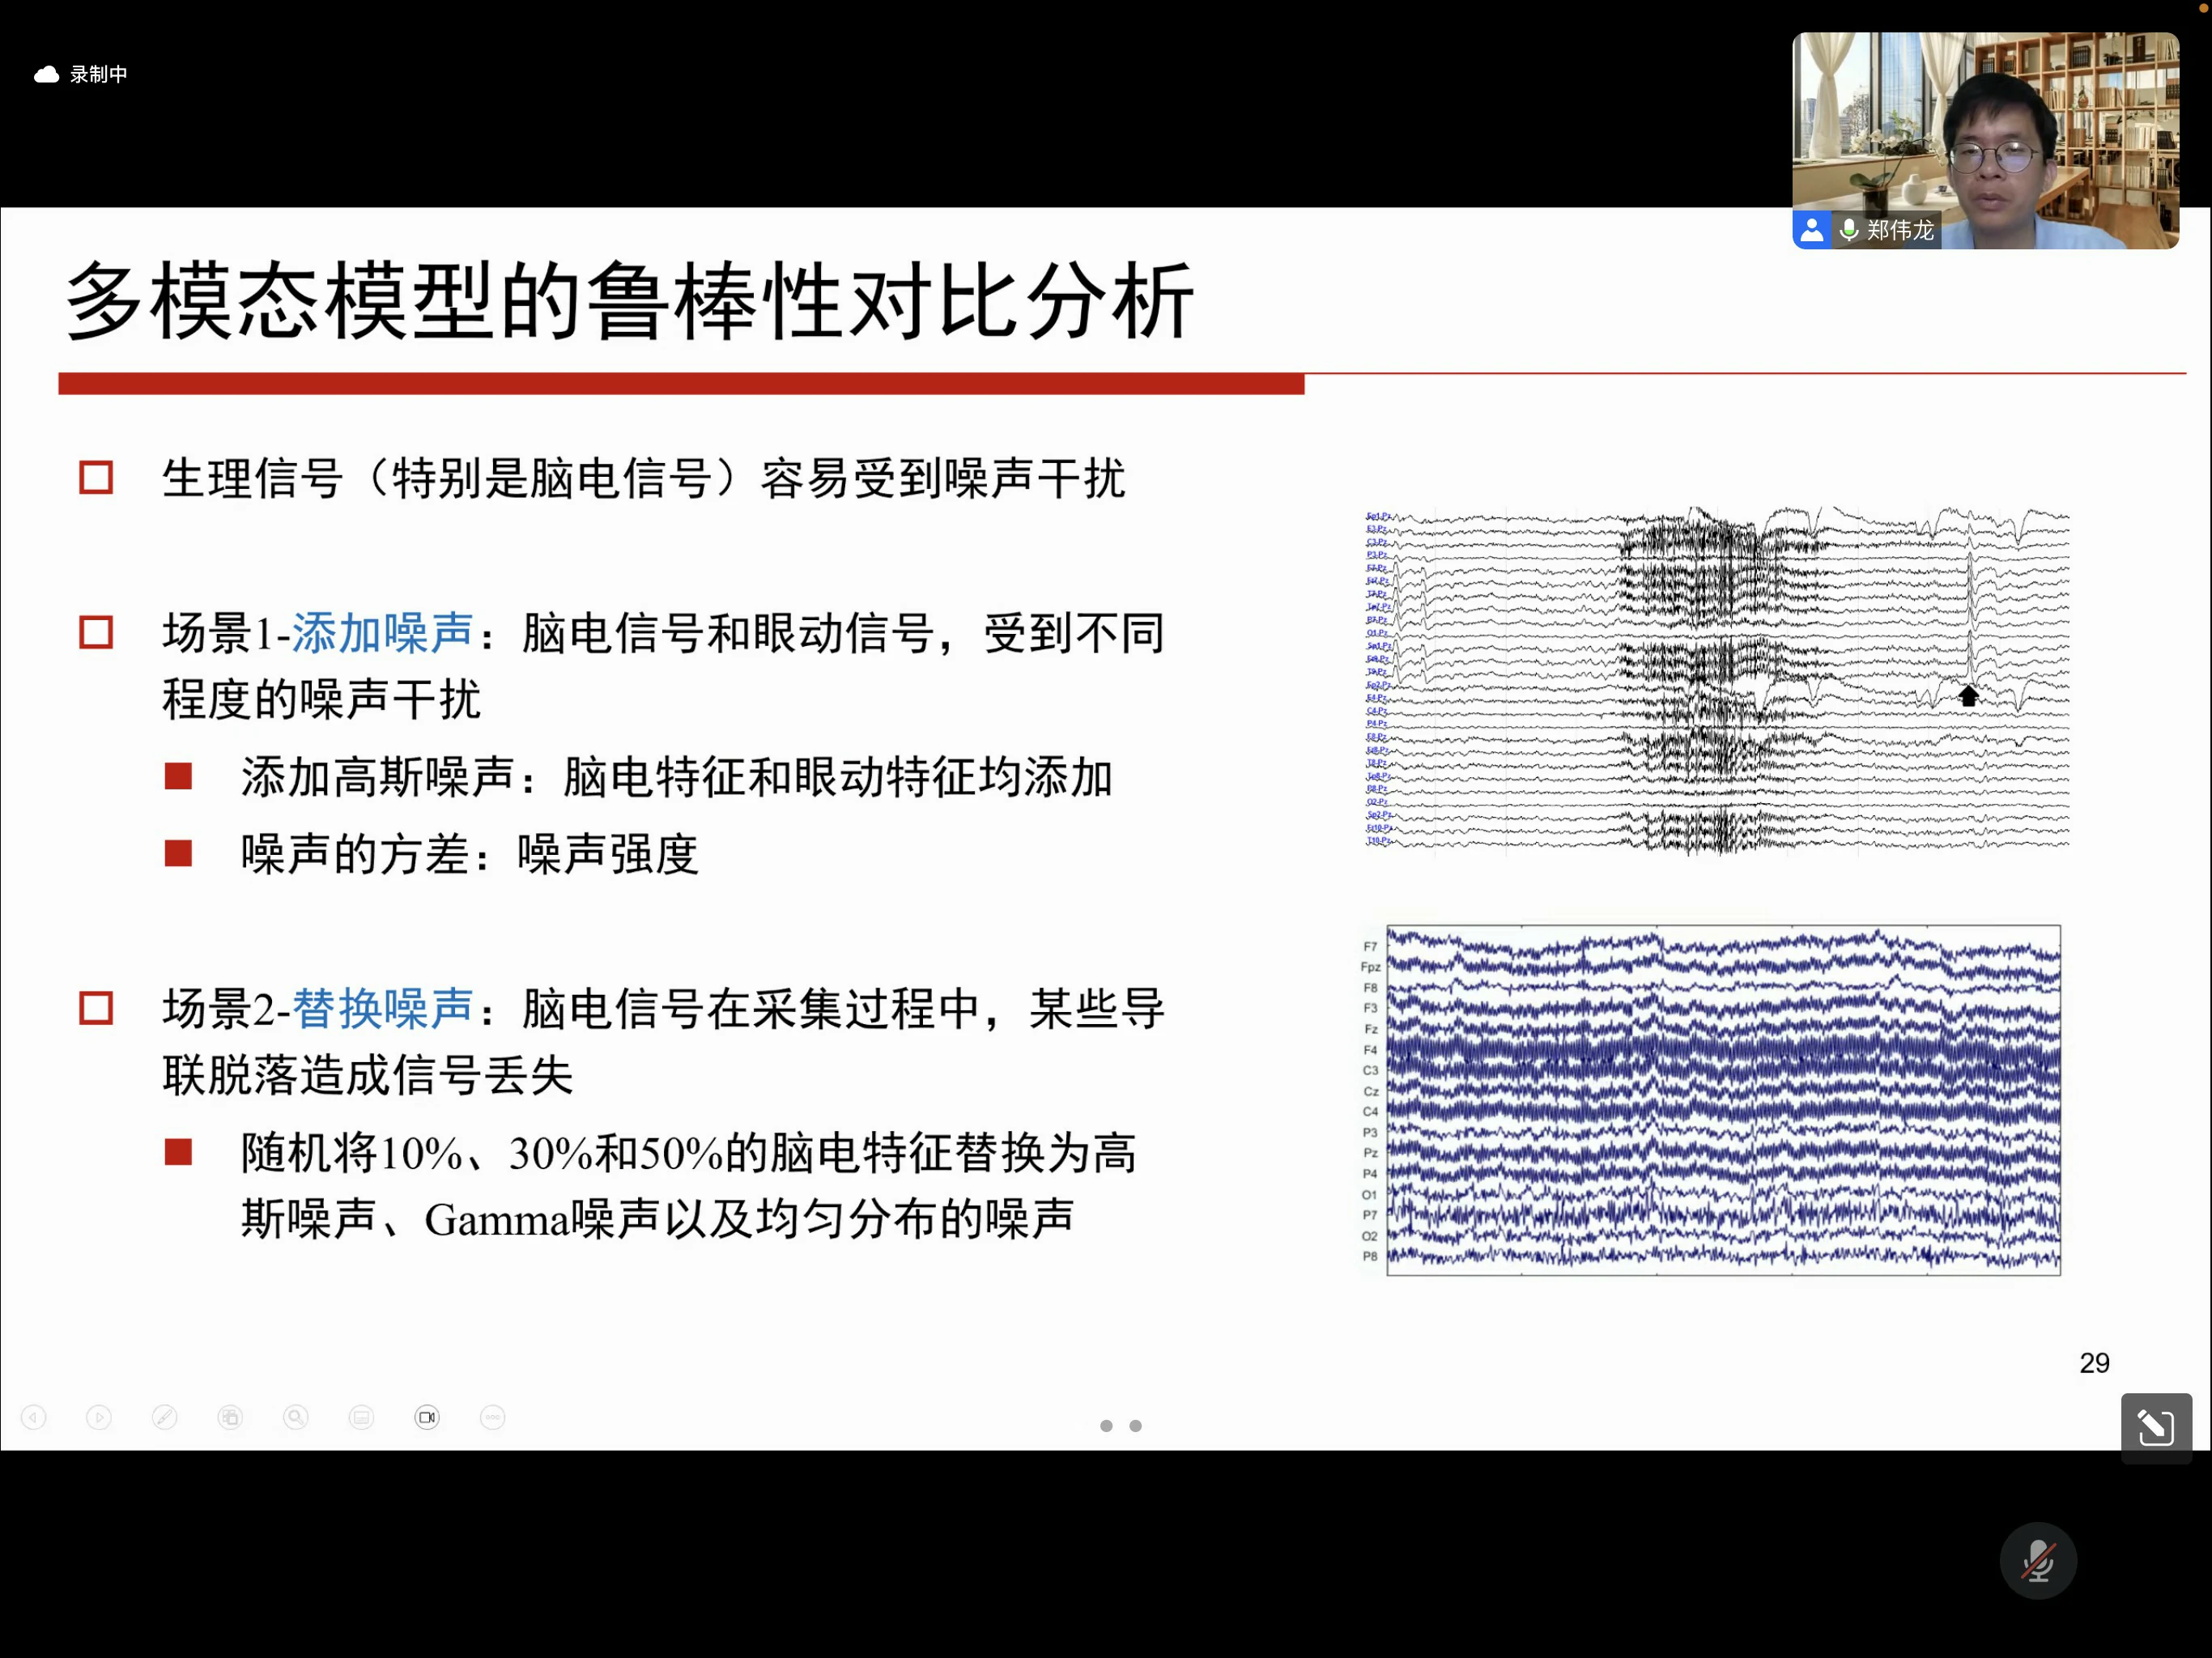 录制中
郑伟龙
多模态模型的鲁棒性对比分析
生理信号（特别是脑电信号）容易受到噪声干扰
场景1-添加噪声：脑电信号和眼动信号，受到不同
程度的噪声干扰
添加高斯噪声：脑电特征和眼动特征均添加
噪声的方差：噪声强度
场景2-替换噪声：脑电信号在采集过程中，某些导
联脱落造成信号丢失
随机将10%、30%和50%的脑电特征替换为高
斯噪声、Gamma噪声以及均匀分布的噪声
F7
Fpz
F8
F3
Fz
F4
C3
Cz
C4
P3
Pz
P4
O1
P7
O2
P8
29